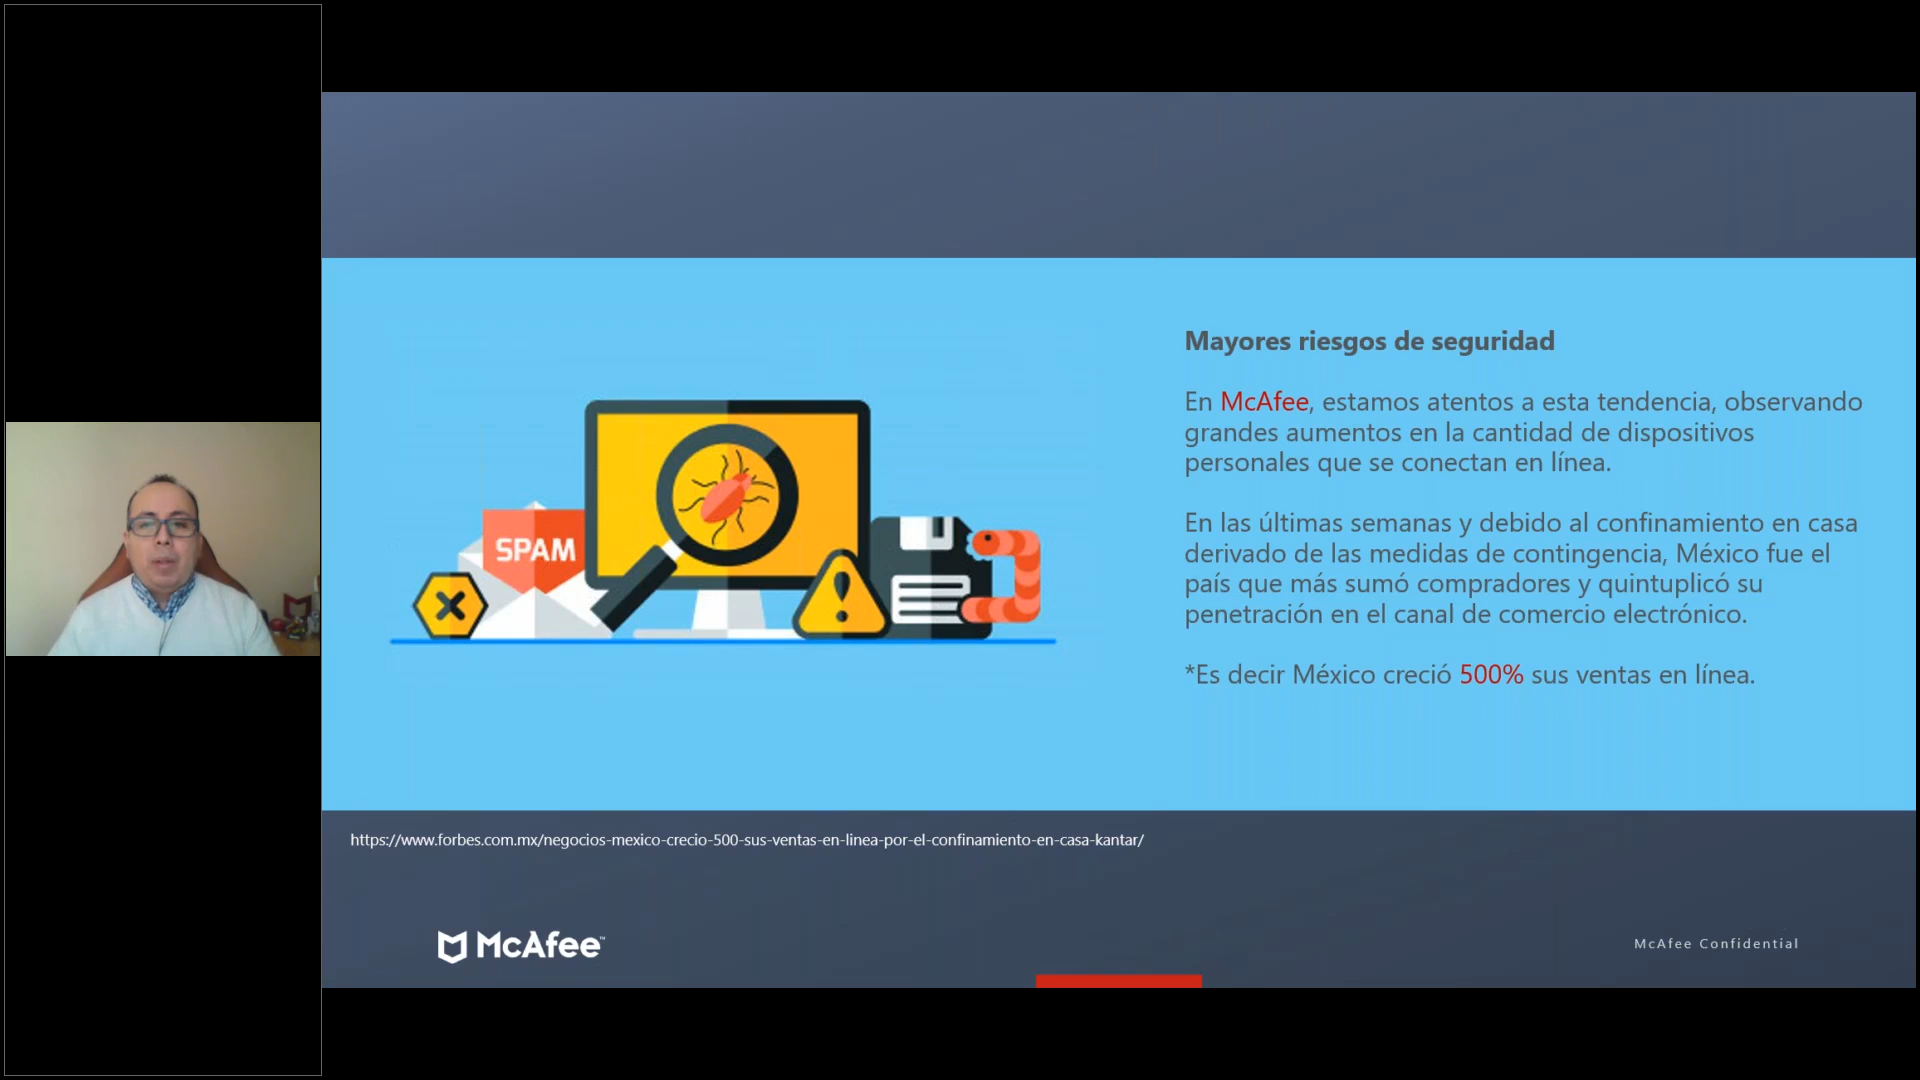 SPAM
Mayores riesgos de seguridad
En McAfee, estamos atentos a esta tendencia, observando
grandes aumentos en la cantidad de dispositivos
personales que se conectan en línea.
En las últimas semanas y debido al confinamiento en casa
derivado de las medidas de contingencia, México fue el
país que más sumó compradores y quintuplicó su
penetración en el canal de comercio electrónico.
*Es decir México creció 500% sus ventas en línea.
https://www.forbes.com.mx/negocios-mexico-crecio-500-sus-ventas-en-linea-por-el-confinamiento-en-casa-kantar/
McAfee™
McAfee Confidential